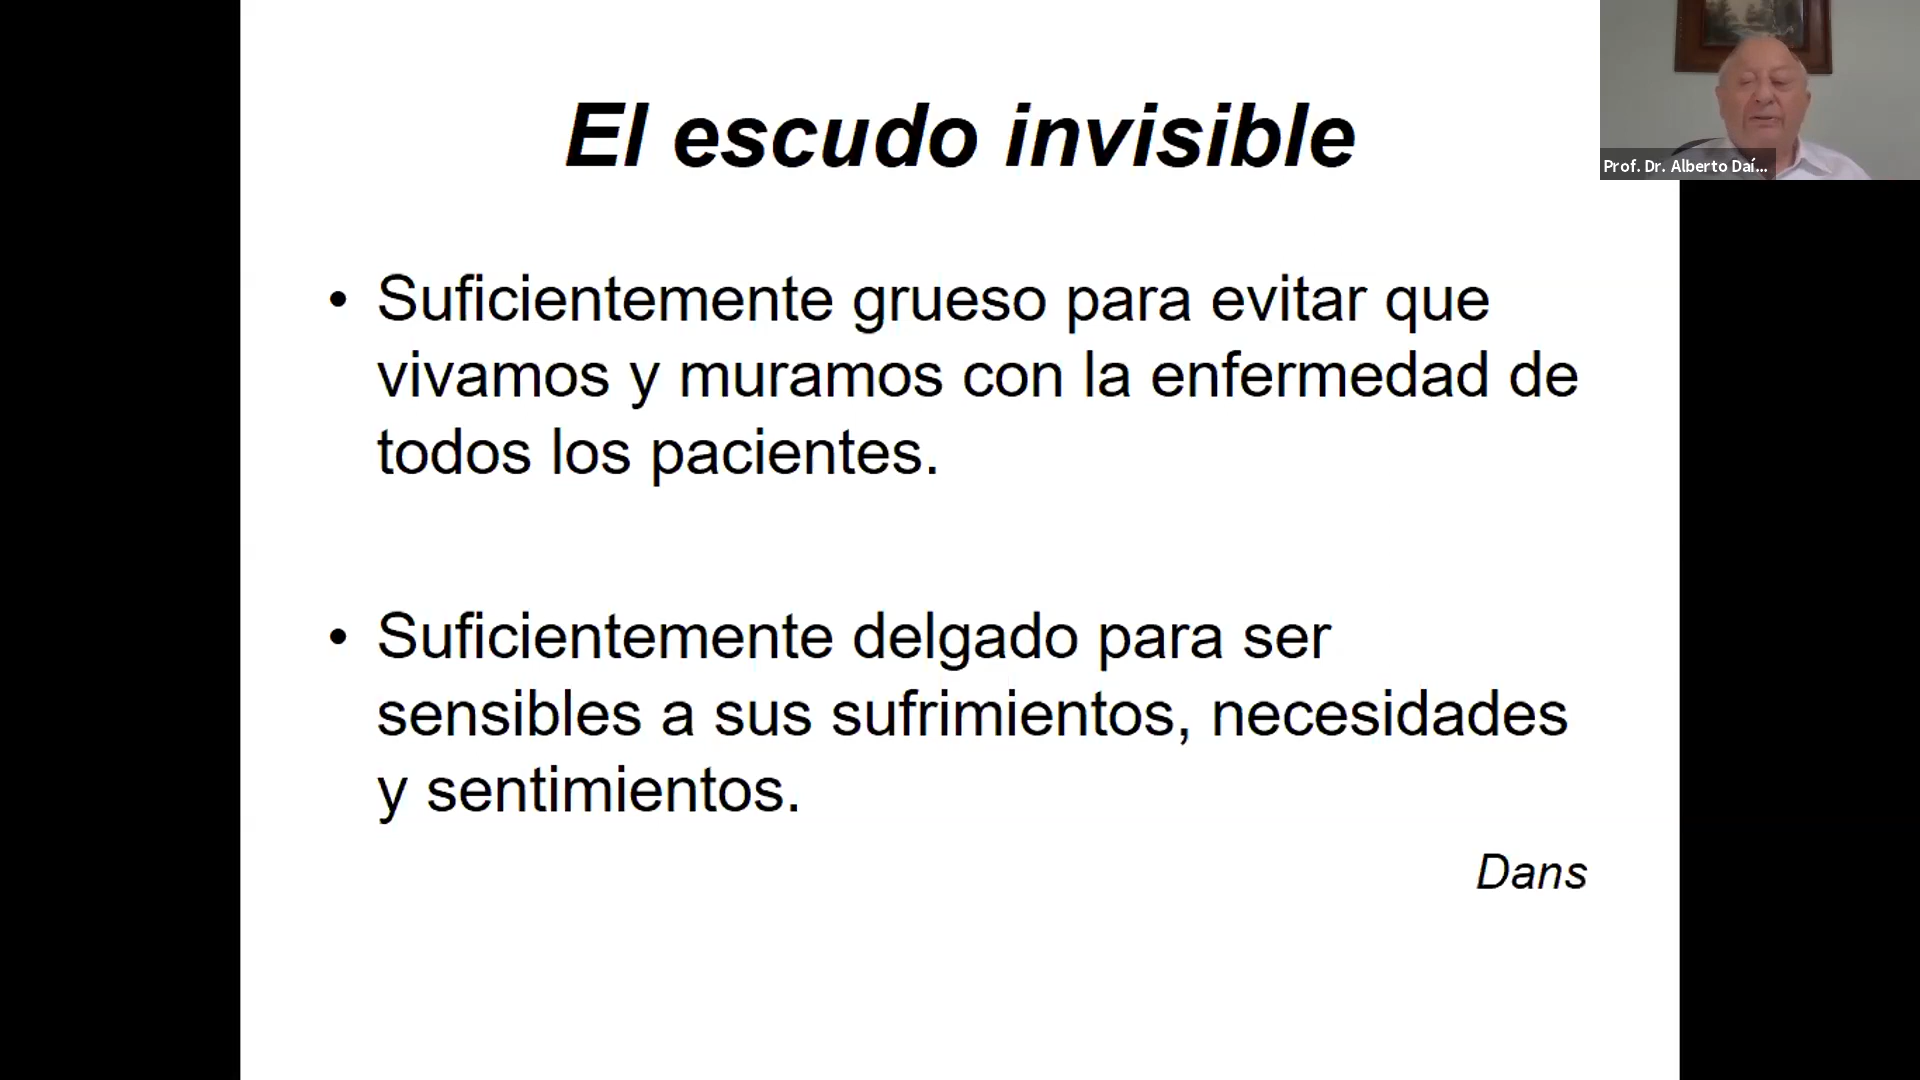 El escudo invisible
• Suficientemente grueso para evitar que
vivamos y muramos con la enfermedad de
todos los pacientes.
• Suficientemente delgado para ser
sensibles a sus sufrimientos, necesidades
y sentimientos.
Dans
Prof. Dr. Alberto Daí...